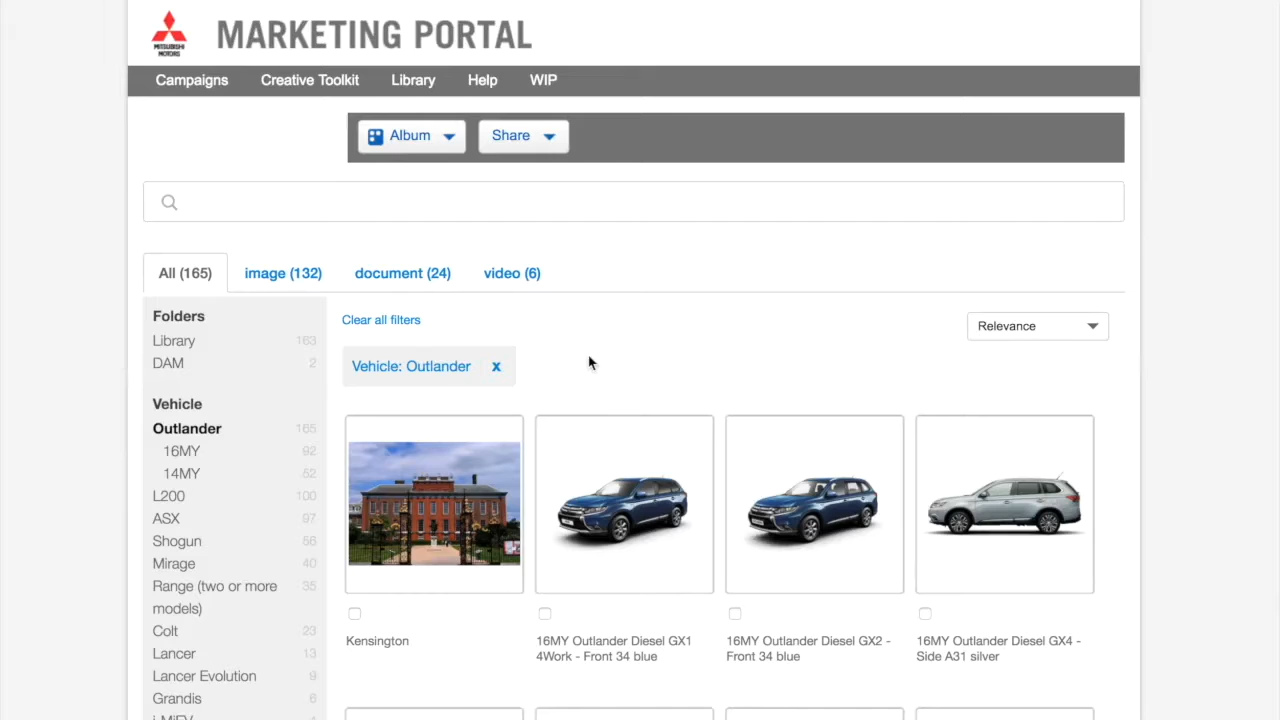 MITSUBISHI
MOTORS
MARKETING PORTAL
Campaigns Creative Toolkit Library Help WIP
Album Share
All (165) image (132) document (24) video (6)
Folders
Library 163
DAM 2
Clear all filters
Relevance
Vehicle: Outlander x
Vehicle
Outlander 165
16MY 92
14MY 52
L200 100
ASX 97
Shogun 56
Mirage 40
Range (two or more 35
models)
Colt 23
Lancer 13
Lancer Evolution 9
Grandis 6
i-MiEV
Kensington
16MY Outlander Diesel GX1
4Work - Front 34 blue
16MY Outlander Diesel GX2 -
Front 34 blue
16MY Outlander Diesel GX4 -
Side A31 silver